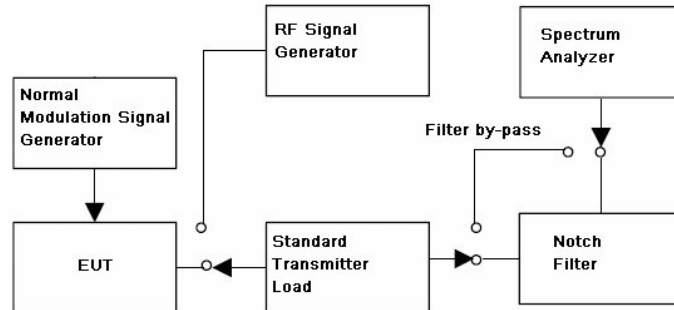 RF Signal
Generator
Spectrum
Analyzer
Normal
Modulation Signal
Generator
Filter by-pass
EUT
Standard
Transmitter
Load
Notch
Filter